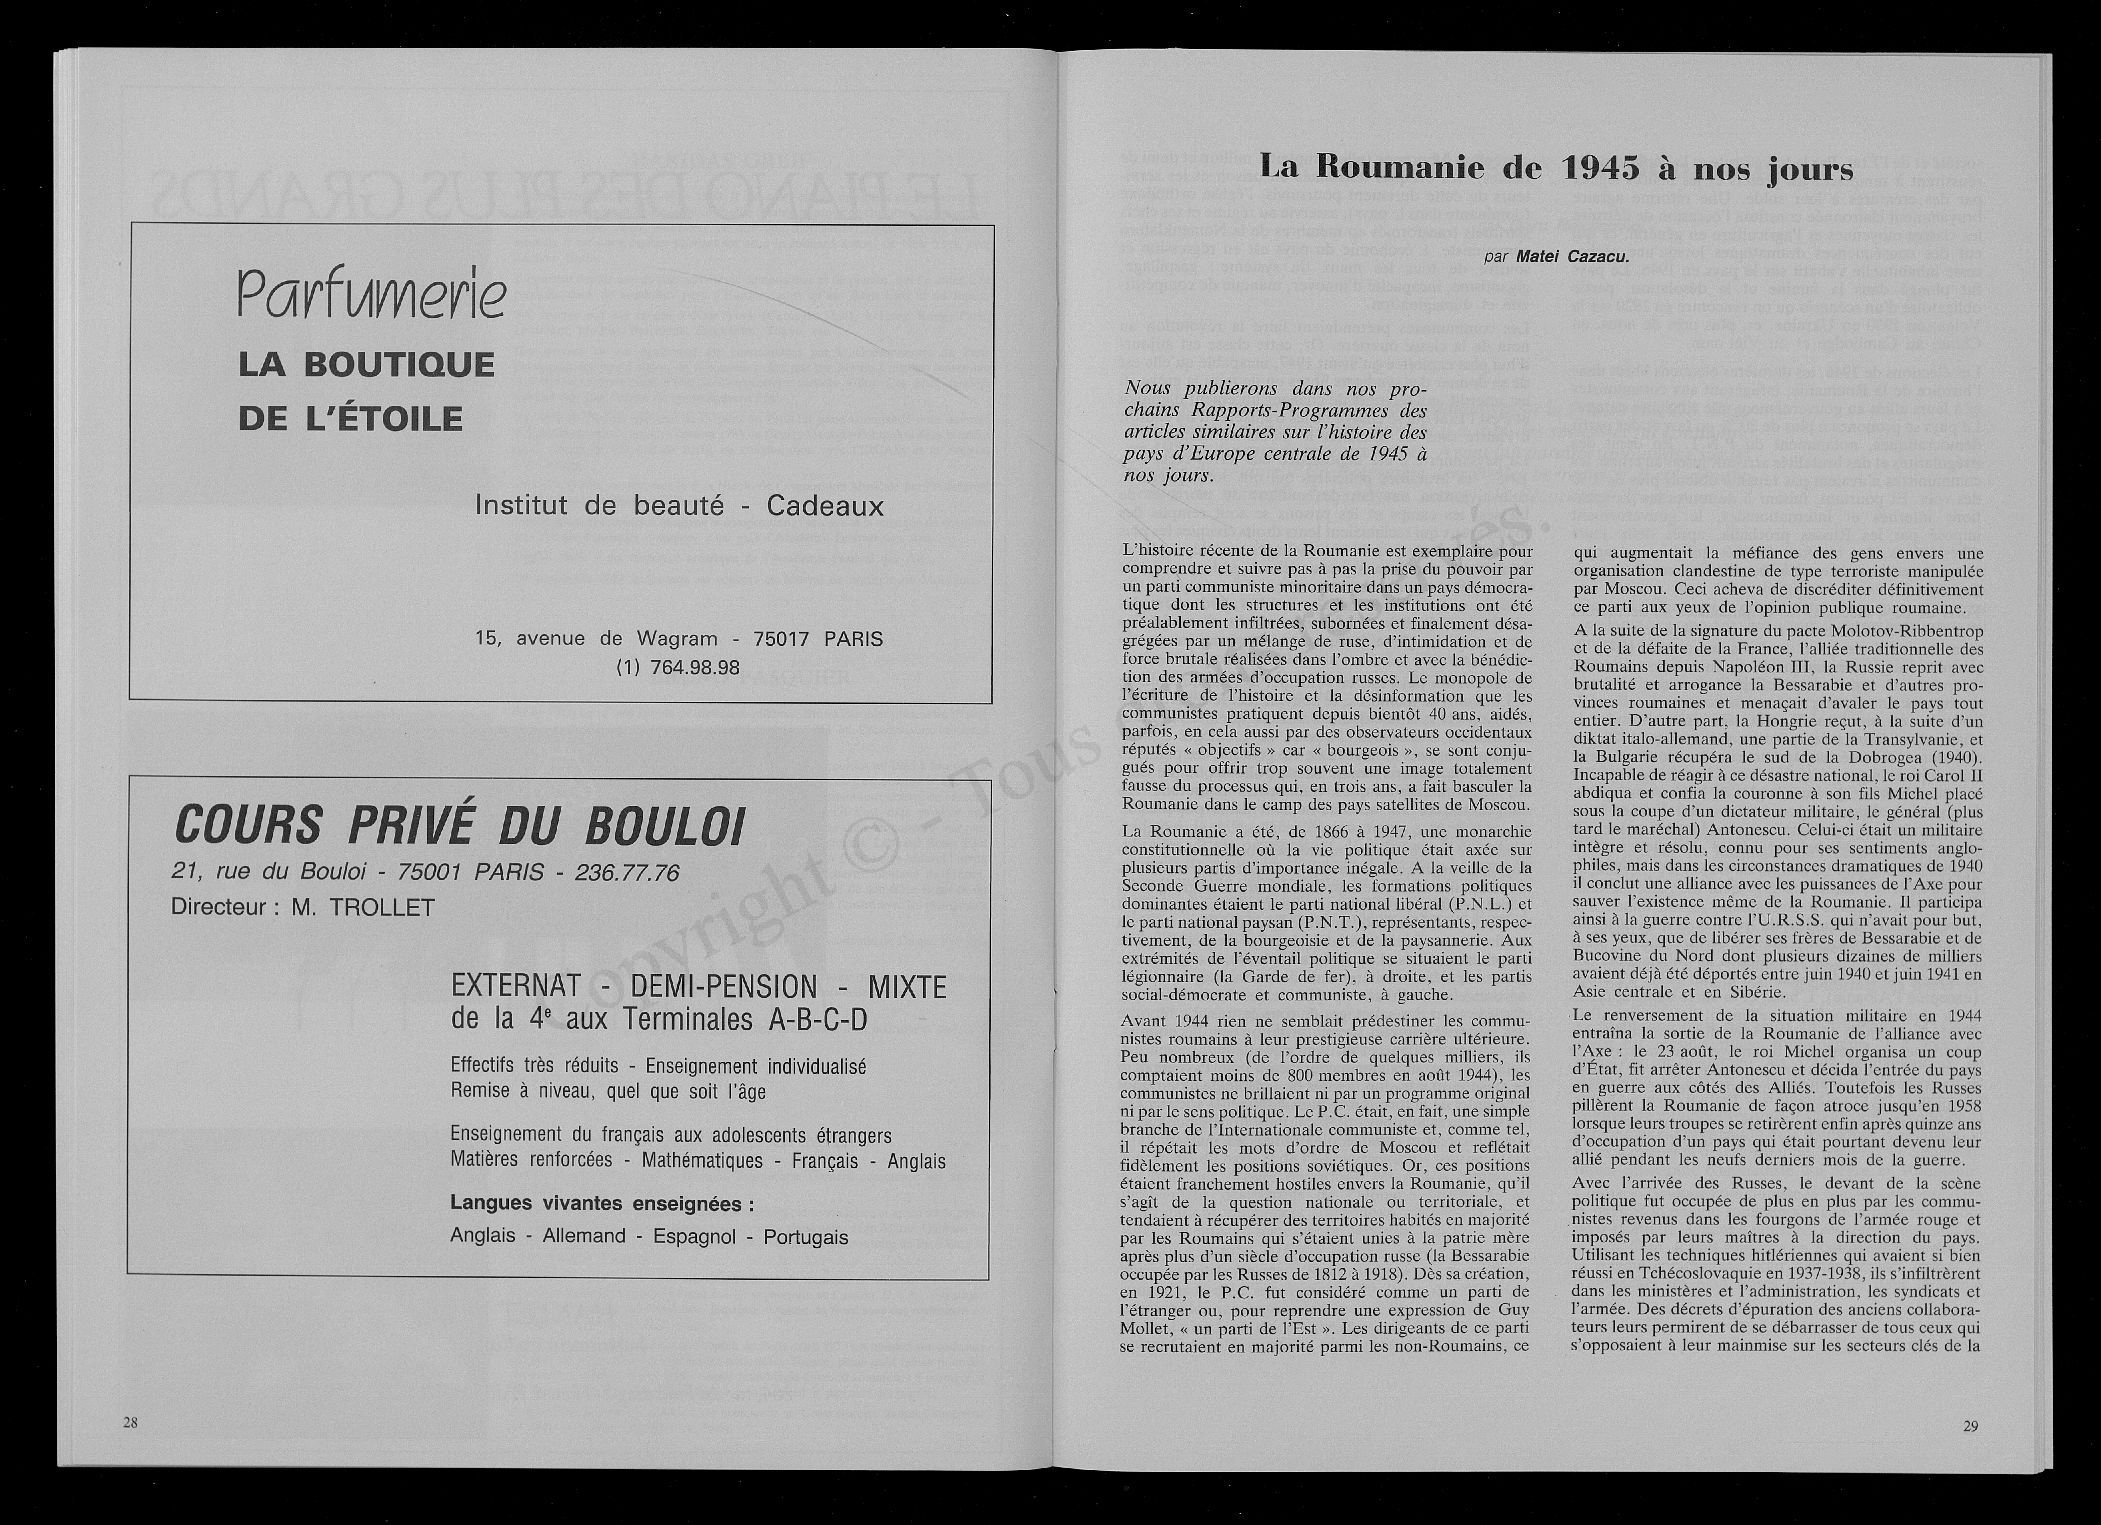 Parfumerie
LA BOUTIQUE
DE L'ÉTOILE
Institut de beauté - Cadeaux
15, avenue de Wagram - 75017 PARIS
(1) 764.98.98
COURS PRIVÉ DU BOULOI
21, rue du Bouloi - 75001 PARIS - 236.77.76
Directeur : M. TROLLET
EXTERNAT - DEMI-PENSION - MIXTE
de la 4e aux Terminales A-B-C-D
Effectifs très réduits - Enseignement individualisé
Remise à niveau, quel que soit l'âge
Enseignement du français aux adolescents étrangers
Matières renforcées - Mathématiques - Français - Anglais
Langues vivantes enseignées :
Anglais - Allemand - Espagnol - Portugais
28
La Roumanie de 1945 à nos jours
par Matei Cazacu.
Nous publierons dans nos pro-
chains Rapports-Programmes des
articles similaires sur l'histoire des
pays d'Europe centrale de 1945 à
nos jours.
L'histoire récente de la Roumanie est exemplaire pour
comprendre et suivre pas à pas la prise du pouvoir par
un parti communiste minoritaire dans un pays démocra-
tique dont les structures et les institutions ont été
préalablement infiltrées, subornées et finalement désa-
grégées par un mélange de ruse, d'intimidation et de
force brutale réalisées dans l'ombre et avec la bénédic-
tion des armées d'occupation russes. Le monopole de
l'écriture de l'histoire et la désinformation que les
communistes pratiquent depuis bientôt 40 ans, aidés,
parfois, en cela aussi par des observateurs occidentaux
réputés « objectifs » car « bourgeois », se sont conju-
gués pour offrir trop souvent une image totalement
fausse du processus qui, en trois ans, a fait basculer la
Roumanie dans le camp des pays satellites de Moscou.
La Roumanie a été, de 1866 à 1947, une monarchie
constitutionnelle où la vie politique était axée sur
plusieurs partis d'importance inégale. A la veille de la
Seconde Guerre mondiale, les formations politiques
dominantes étaient le parti national libéral (P.N.L.) et
le parti national paysan (P.N.T.), représentants, respec-
tivement, de la bourgeoisie et de la paysannerie. Aux
extrémités de l'éventail politique se situaient le parti
légionnaire (la Garde de fer), à droite, et les partis
social-démocrate et communiste, à gauche.
Avant 1944 rien ne semblait prédestiner les commu-
nistes roumains à leur prestigieuse carrière ultérieure.
Peu nombreux (de l'ordre de quelques milliers, ils
comptaient moins de 800 membres en août 1944), les
communistes ne brillaient ni par un programme original
ni par le sens politique. Le P.C. était, en fait, une simple
branche de l'Internationale communiste et, comme tel,
il répétait les mots d'ordre de Moscou et reflétait
fidèlement les positions soviétiques. Or, ces positions
étaient franchement hostiles envers la Roumanie, qu'il
s'agît de la question nationale ou territoriale, et
tendaient à récupérer des territoires habités en majorité
par les Roumains qui s'étaient unies à la patrie mère
après plus d'un siècle d'occupation russe (la Bessarabie
occupée par les Russes de 1812 à 1918). Dès sa création,
en 1921, le P.C. fut considéré comme un parti de
l'étranger ou, pour reprendre une expression de Guy
Mollet, « un parti de l'Est ». Les dirigeants de ce parti
se recrutaient en majorité parmi les non-Roumains, ce
qui augmentait la méfiance des gens envers une
organisation clandestine de type terroriste manipulée
par Moscou. Ceci acheva de discréditer définitivement
ce parti aux yeux de l'opinion publique roumaine.
A la suite de la signature du pacte Molotov-Ribbentrop
et de la défaite de la France, l'alliée traditionnelle des
Roumains depuis Napoléon III, la Russie reprit avec
brutalité et arrogance la Bessarabie et d'autres pro-
vinces roumaines et menaçait d'avaler le pays tout
entier. D'autre part, la Hongrie reçut, à la suite d'un
diktat italo-allemand, une partie de la Transylvanie, et
la Bulgarie récupéra le sud de la Dobrogea (1940).
Incapable de réagir à ce désastre national, le roi Carol II
abdiqua et confia la couronne à son fils Michel placé
sous la coupe d'un dictateur militaire, le général (plus
tard le maréchal) Antonescu. Celui-ci était un militaire
intègre et résolu, connu pour ses sentiments anglo-
philes, mais dans les circonstances dramatiques de 1940
il conclut une alliance avec les puissances de l'Axe pour
sauver l'existence même de la Roumanie. Il participa
ainsi à la guerre contre l'U.R.S.S. qui n'avait pour but,
à ses yeux, que de libérer ses frères de Bessarabie et de
Bucovine du Nord dont plusieurs dizaines de milliers
avaient déjà été déportés entre juin 1940 et juin 1941 en
Asie centrale et en Sibérie.
Le renversement de la situation militaire en 1944
entraîna la sortie de la Roumanie de l'alliance avec
l'Axe : le 23 août, le roi Michel organisa un coup
d'État, fit arrêter Antonescu et décida l'entrée du pays
en guerre aux côtés des Alliés. Toutefois les Russes
pillèrent la Roumanie de façon atroce jusqu'en 1958
lorsque leurs troupes se retirèrent enfin après quinze ans
d'occupation d'un pays qui était pourtant devenu leur
allié pendant les neufs derniers mois de la guerre.
Avec l'arrivée des Russes, le devant de la scène
politique fut occupée de plus en plus par les commu-
nistes revenus dans les fourgons de l'armée rouge et
imposés par leurs maîtres à la direction du pays.
Utilisant les techniques hitlériennes qui avaient si bien
réussi en Tchécoslovaquie en 1937-1938, ils s'infiltrèrent
dans les ministères et l'administration, les syndicats et
l'armée. Des décrets d'épuration des anciens collabora-
teurs leurs permirent de se débarrasser de tous ceux qui
s'opposaient à leur mainmise sur les secteurs clés de la
29
Copyright © - Tous